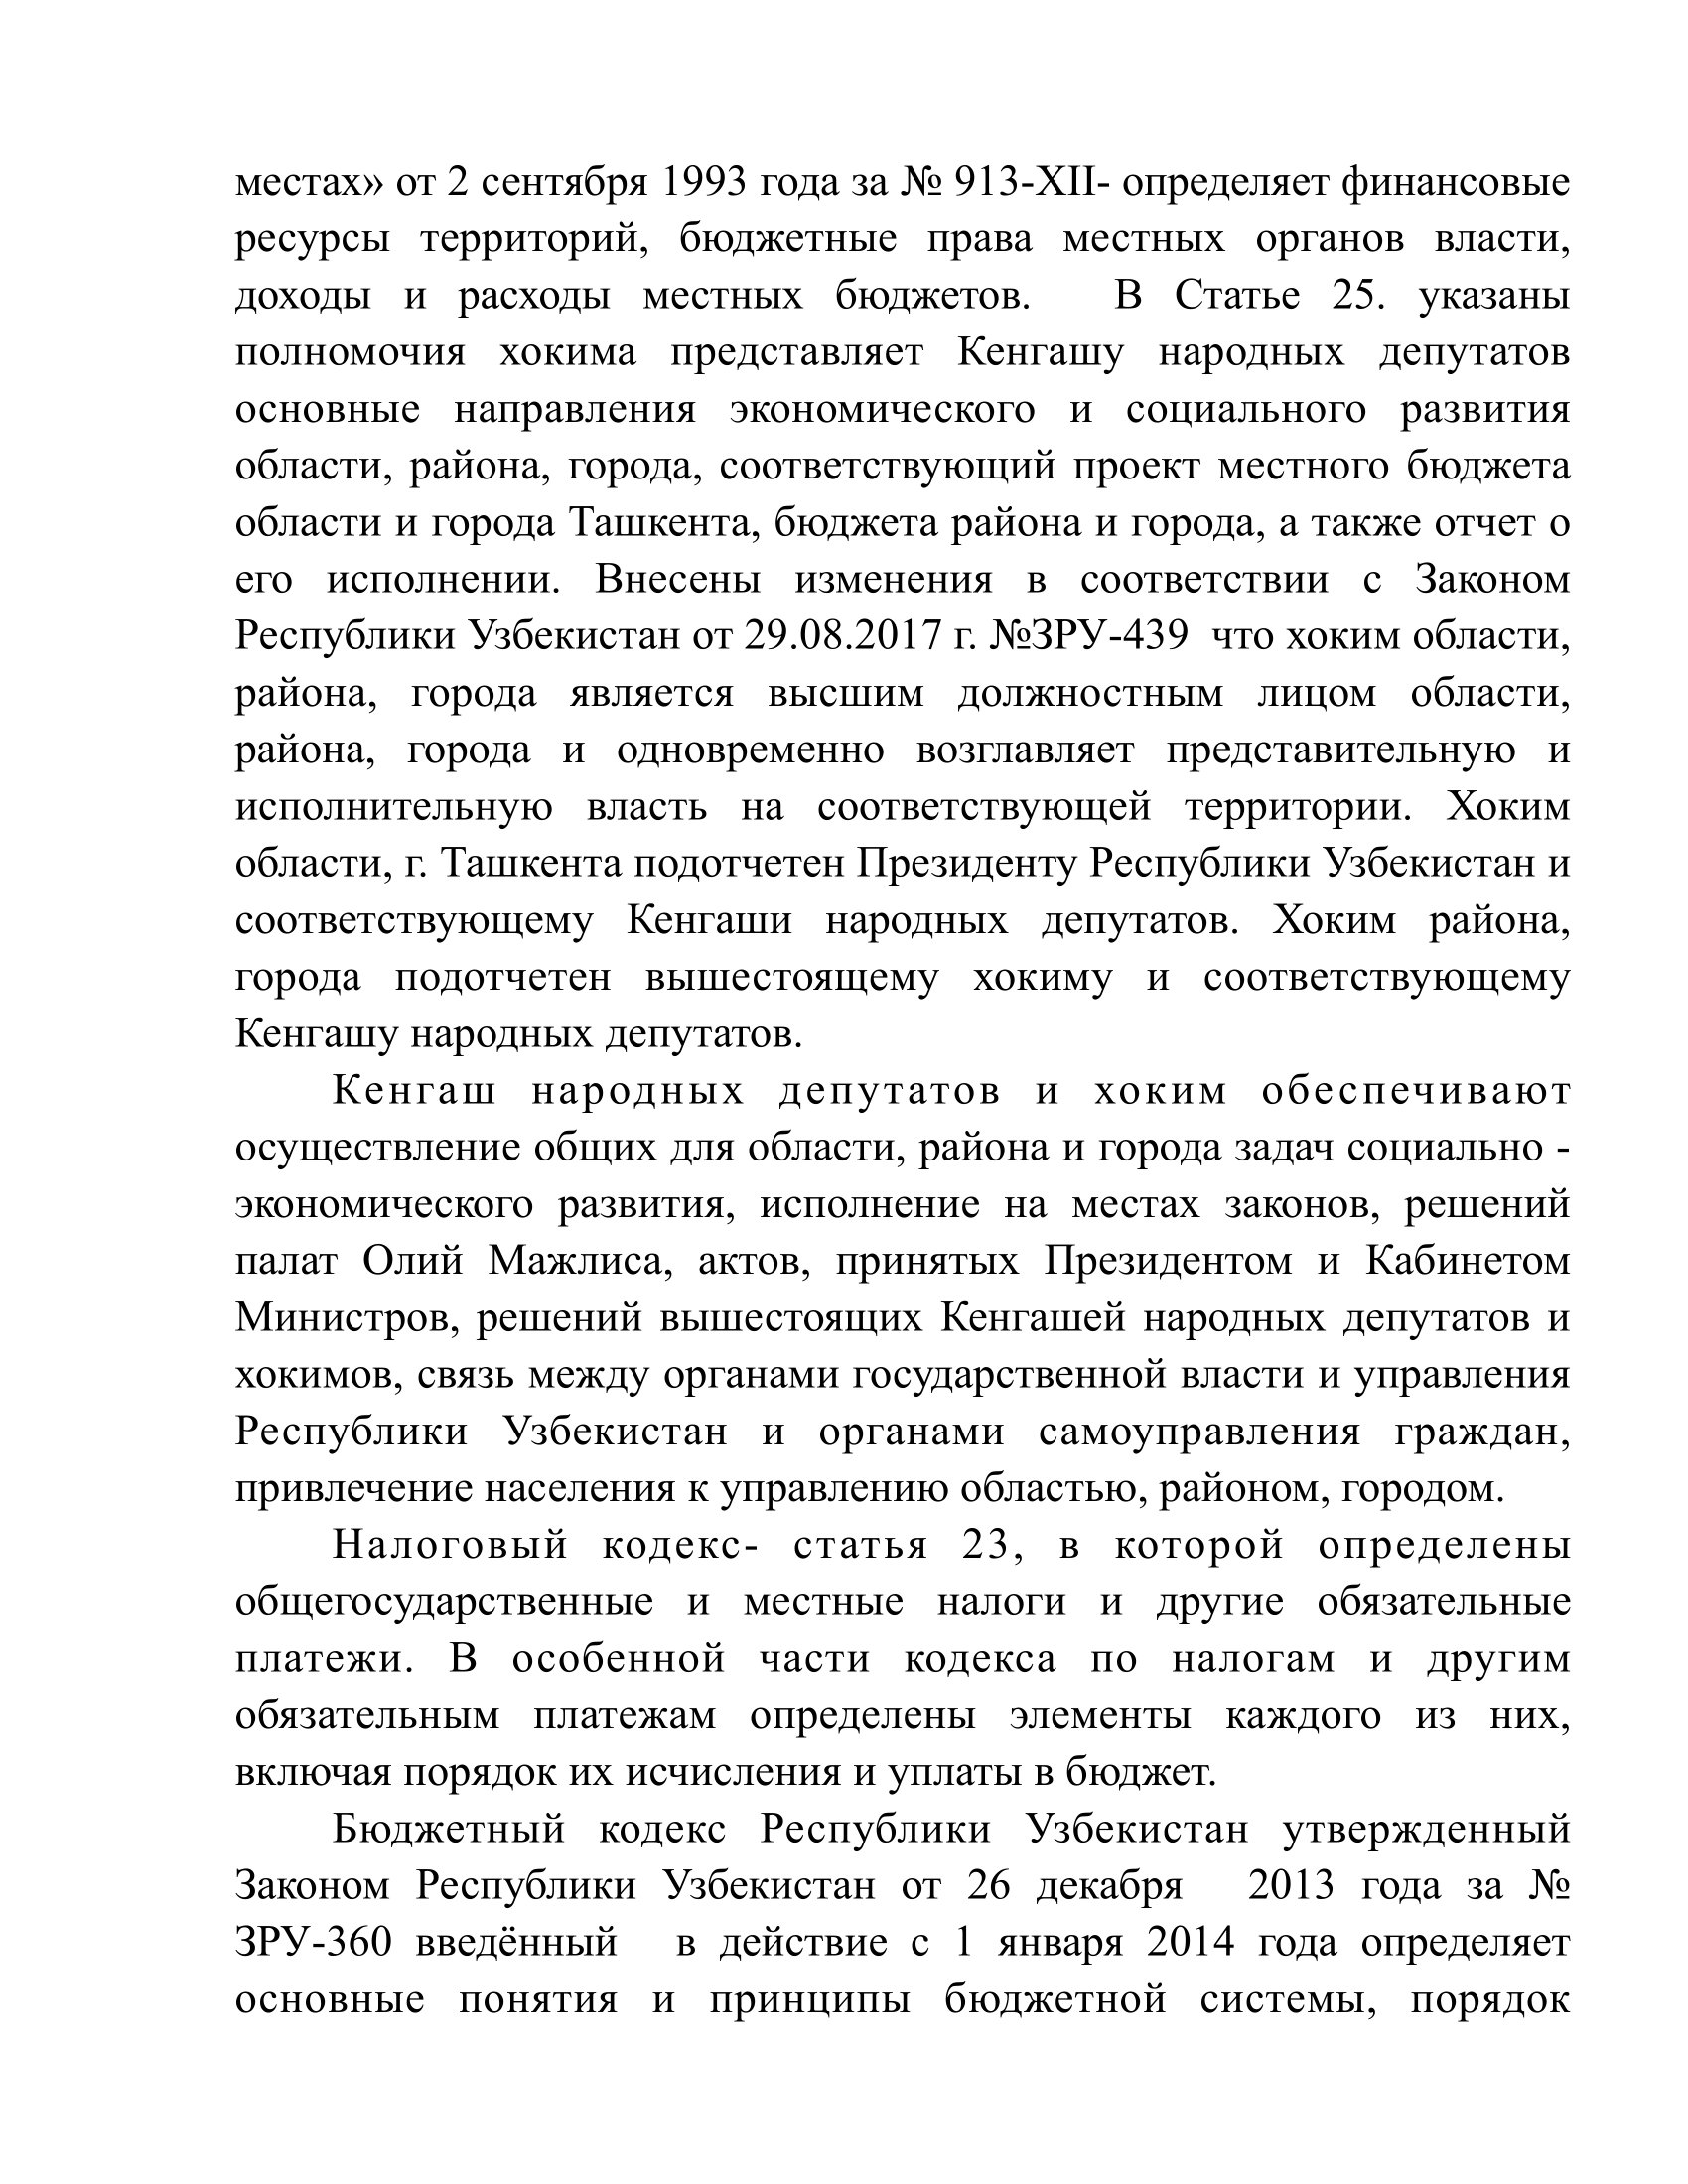 местах» от 2 сентября 1993 года за № 913-XII- определяет финансовые
ресурсы территорий, бюджетные права местных органов власти,
доходы и расходы местных бюджетов. В Статье 25. указаны
полномочия хокима представляет Кенгашу народных депутатов
основные направления экономического и социального развития
области, района, города, соответствующий проект местного бюджета
области и города Ташкента, бюджета района и города, а также отчет о
его исполнении. Внесены изменения в соответствии с Законом
Республики Узбекистан от 29.08.2017 г. №ЗРУ-439 что хоким области,
района, города является высшим должностным лицом области,
района, города и одновременно возглавляет представительную и
исполнительную власть на соответствующей территории. Хоким
области, г. Ташкента подотчетен Президенту Республики Узбекистан и
соответствующему Кенгаши народных депутатов. Хоким района,
города подотчетен вышестоящему хокиму и соответствующему
Кенгашу народных депутатов.
Кенгаш народных депутатов и хоким обеспечивают
осуществление общих для области, района и города задач социально -
экономического развития, исполнение на местах законов, решений
палат Олий Мажлиса, актов, принятых Президентом и Кабинетом
Министров, решений вышестоящих Кенгашей народных депутатов и
хокимов, связь между органами государственной власти и управления
Республики Узбекистан и органами самоуправления граждан,
привлечение населения к управлению областью, районом, городом.
Налоговый кодекс- статья 23, в которой определены
общегосударственные и местные налоги и другие обязательные
платежи. В особенной части кодекса по налогам и другим
обязательным платежам определены элементы каждого из них,
включая порядок их исчисления и уплаты в бюджет.
Бюджетный кодекс Республики Узбекистан утвержденный
Законом Республики Узбекистан от 26 декабря 2013 года за №
ЗРУ-360 введённый в действие с 1 января 2014 года определяет
основные понятия и принципы бюджетной системы, порядок